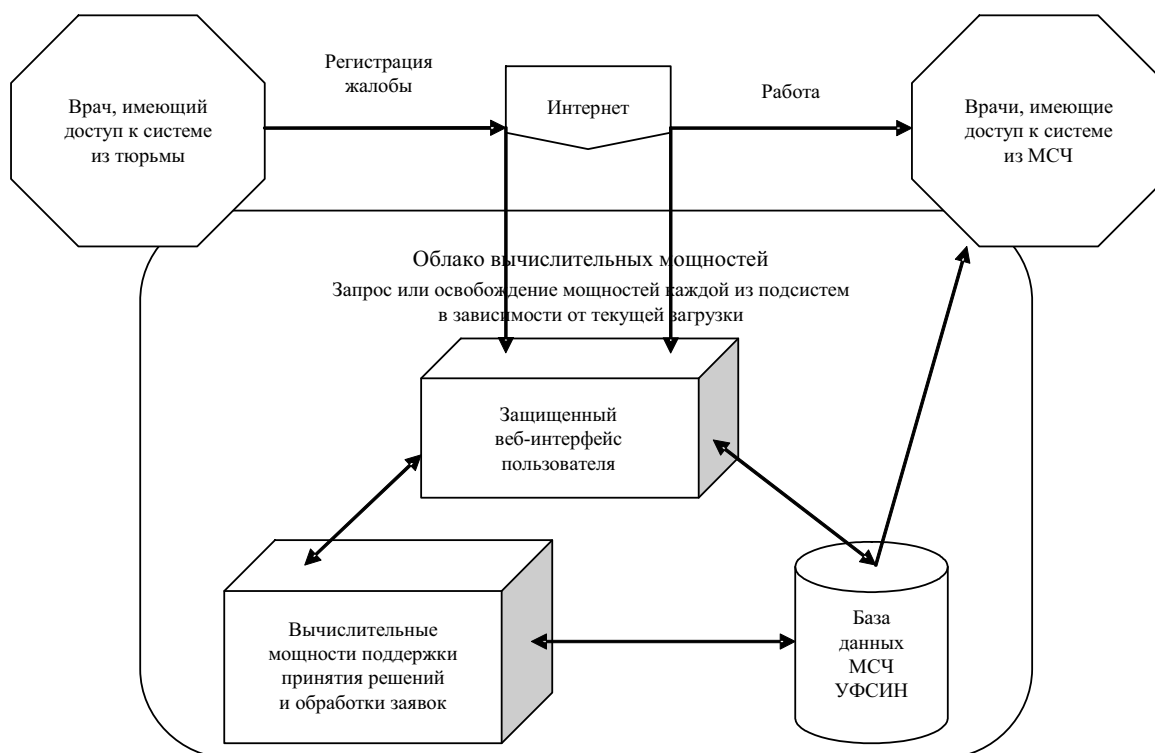 Регистрация
жалобы
Интернет
Работа
Врач, имеющий
доступ к системе
из тюрьмы
Врачи, имеющие
доступ к системе
из МСЧ
Облако вычислительных мощностей
Запрос или освобождение мощностей каждой из подсистем
в зависимости от текущей загрузки
Защищенный
веб-интерфейс
пользователя
Вычислительные
мощности поддержки
принятия решений
и обработки заявок
База
данных
МСЧ
УФСИН